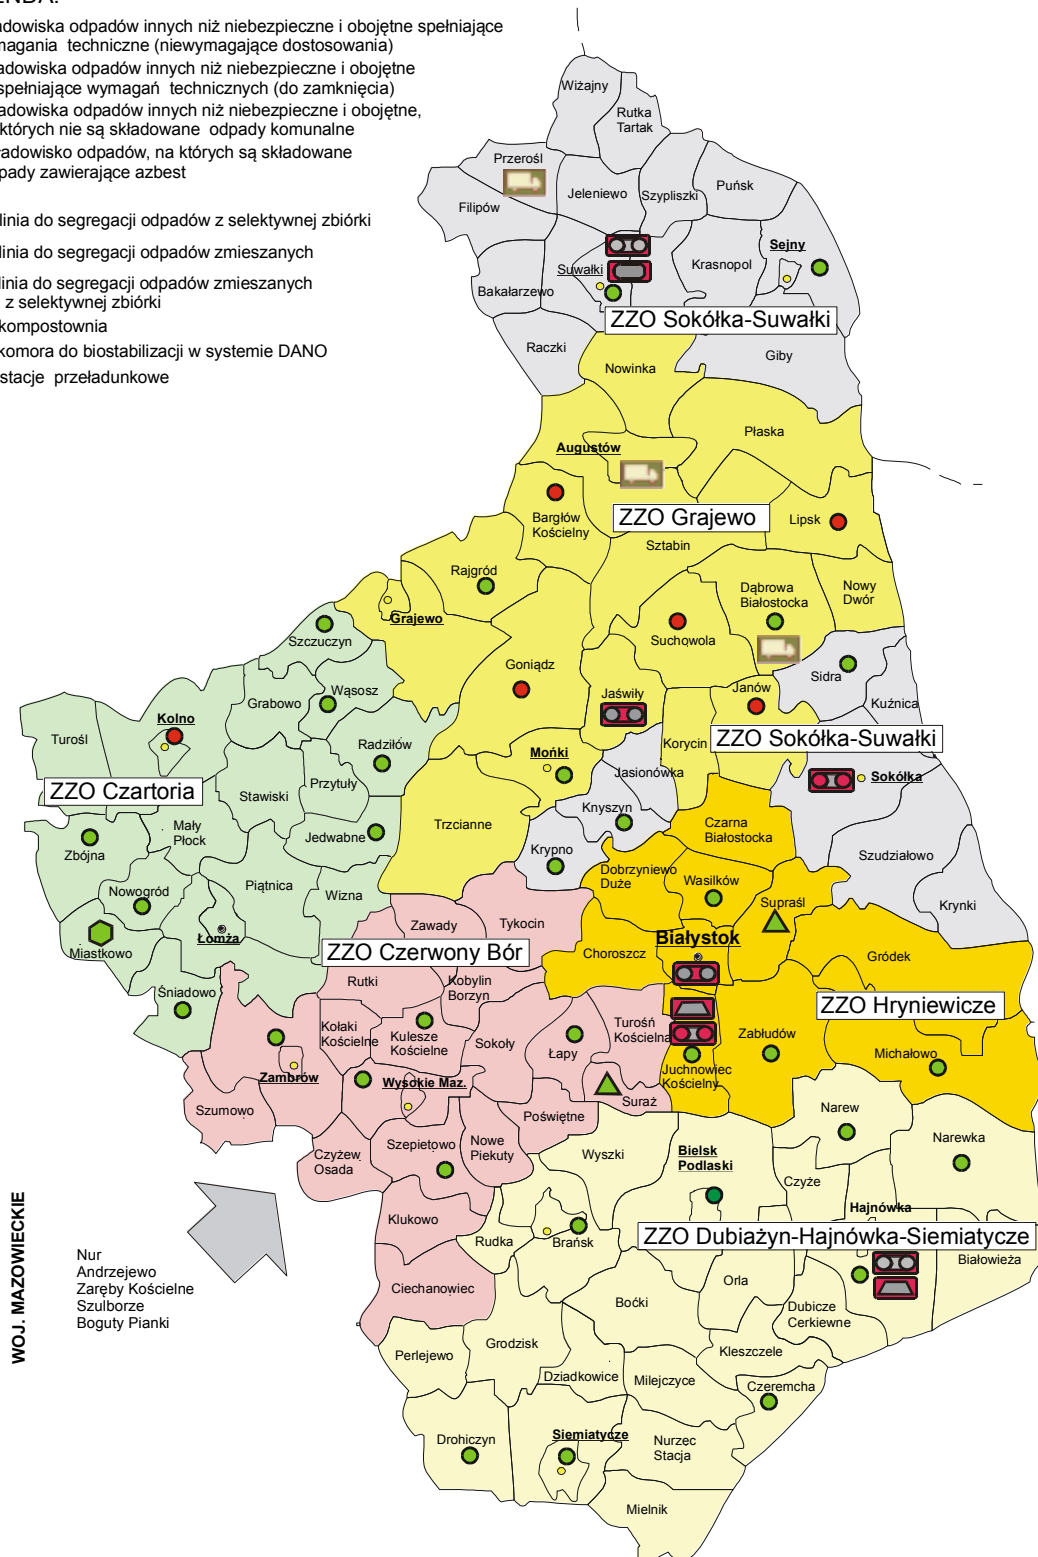 ENDA:
adowiska odpadów innych niż niebezpieczne i obojętne spełniające
magania techniczne (niewymagające dostosowania)
adowiska odpadów innych niż niebezpieczne i obojętne
spełniające wymagań technicznych (do zamknięcia)
adowiska odpadów innych niż niebezpieczne i obojętne,
których nie są składowane odpady komunalne
adowisko odpadów, na których są składowane
pady zawierające azbest
linia do segregacji odpadów z selektywnej zbiórki
linia do segregacji odpadów zmieszanych
linia do segregacji odpadów zmieszanych
z selektywnej zbiórki
kompostownia
komora do biostabilizacji w systemie DANO
stacje przeładunkowe
Wiżajny
Rutka
Tartak
Przerośl
Jeleniewo
Szypliszki
Puńsk
Filipów
Sejny
Suwałki
Krasnopol
Bakałarzewo
ZZO Sokółka-Suwałki
Raczki
Giby
Nowinka
Płaska
Augustów
Bargłów
Kościelny
ZZO Grajewo
Lipsk
Sztabin
Rajgród
Dąbrowa
Białostocka
Nowy
Dwór
Grajewo
Szczuczyn
Suchowola
Goniądz
Sidra
Grabowo
Wąsosz
Jaświły
Janów
Kuźnica
Kolno
Turośl
Radziłów
Korycin
ZZO Sokółka-Suwałki
Mońki
Jasionówka
Sokółka
ZZO Czartoria
Przytuły
Stawiski
Knyszyn
Mały
Płock
Jedwabne
Trzcianne
Czarna
Białostocka
Zbójna
Krypno
Szudziałowo
Dobrzyniewo
Duże
Wasilków
Nowogród
Piątnica
Wizna
Supraśl
Krynki
Zawady
Tykocin
Łomża
Miastkowo
ZZO Czerwony Bór
Białystok
Choroszcz
Gródek
Rutki
Kobylin
Borzyn
Śniadowo
ZZO Hryniewicze
Kołaki
Kościelne
Kulesze
Kościelne
Sokoły
Łapy
Turośń
Kościelna
Zabłudów
Michałowo
Zambrów
Wysokie Maz.
Juchnowiec
Kościelny
Suraż
Szumowo
Poświętne
Narew
Czyżew
Osada
Szepietowo
Nowe
Piekuty
Wyszki
Bielsk
Podlaski
Narewka
Czyże
Hajnówka
Klukowo
Rudka
Brańsk
ZZO Dubiażyn-Hajnówka-Siemiatycze
Białowieża
Ciechanowiec
Orla
Boćki
Dubicze
Cerkiewne
Grodzisk
Kleszczele
Perlejewo
Dziadkowice
Milejczyce
Czeremcha
Drohiczyn
Siemiatycze
Nurzec
Stacja
Mielnik
WOJ. MAZOWIECKIE
Nur
Andrzejewo
Zaręby Kościelne
Szulborze
Boguty Pianki